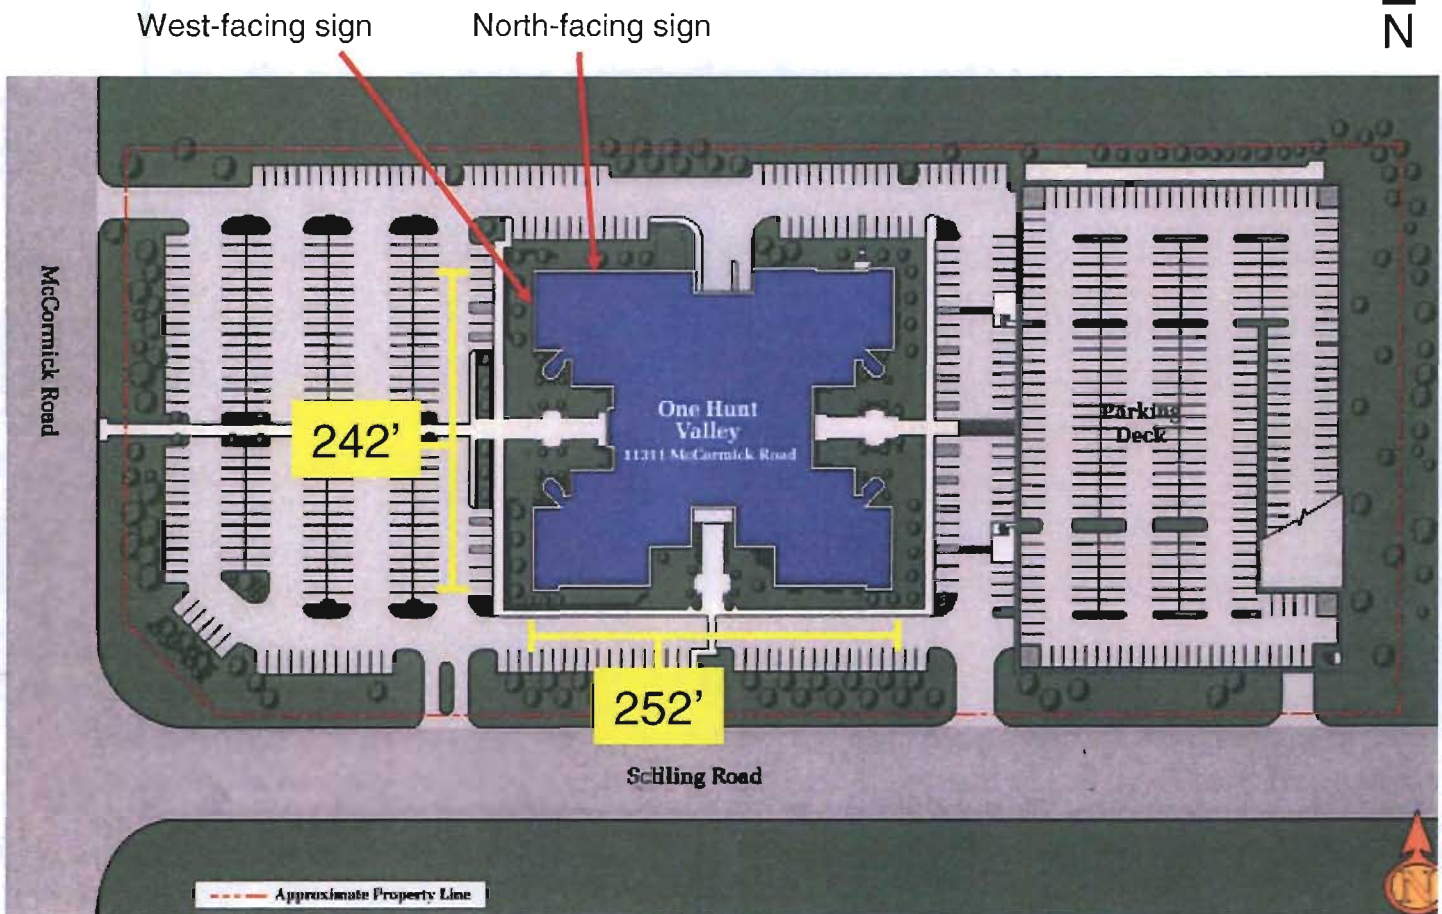 West-facing sign
North-facing sign
N
McCormick Road
242'
One Hunt
Valley
11311 McCormick Road
Parking
Deck
252'
Schilling Road
Approximate Property Line
N